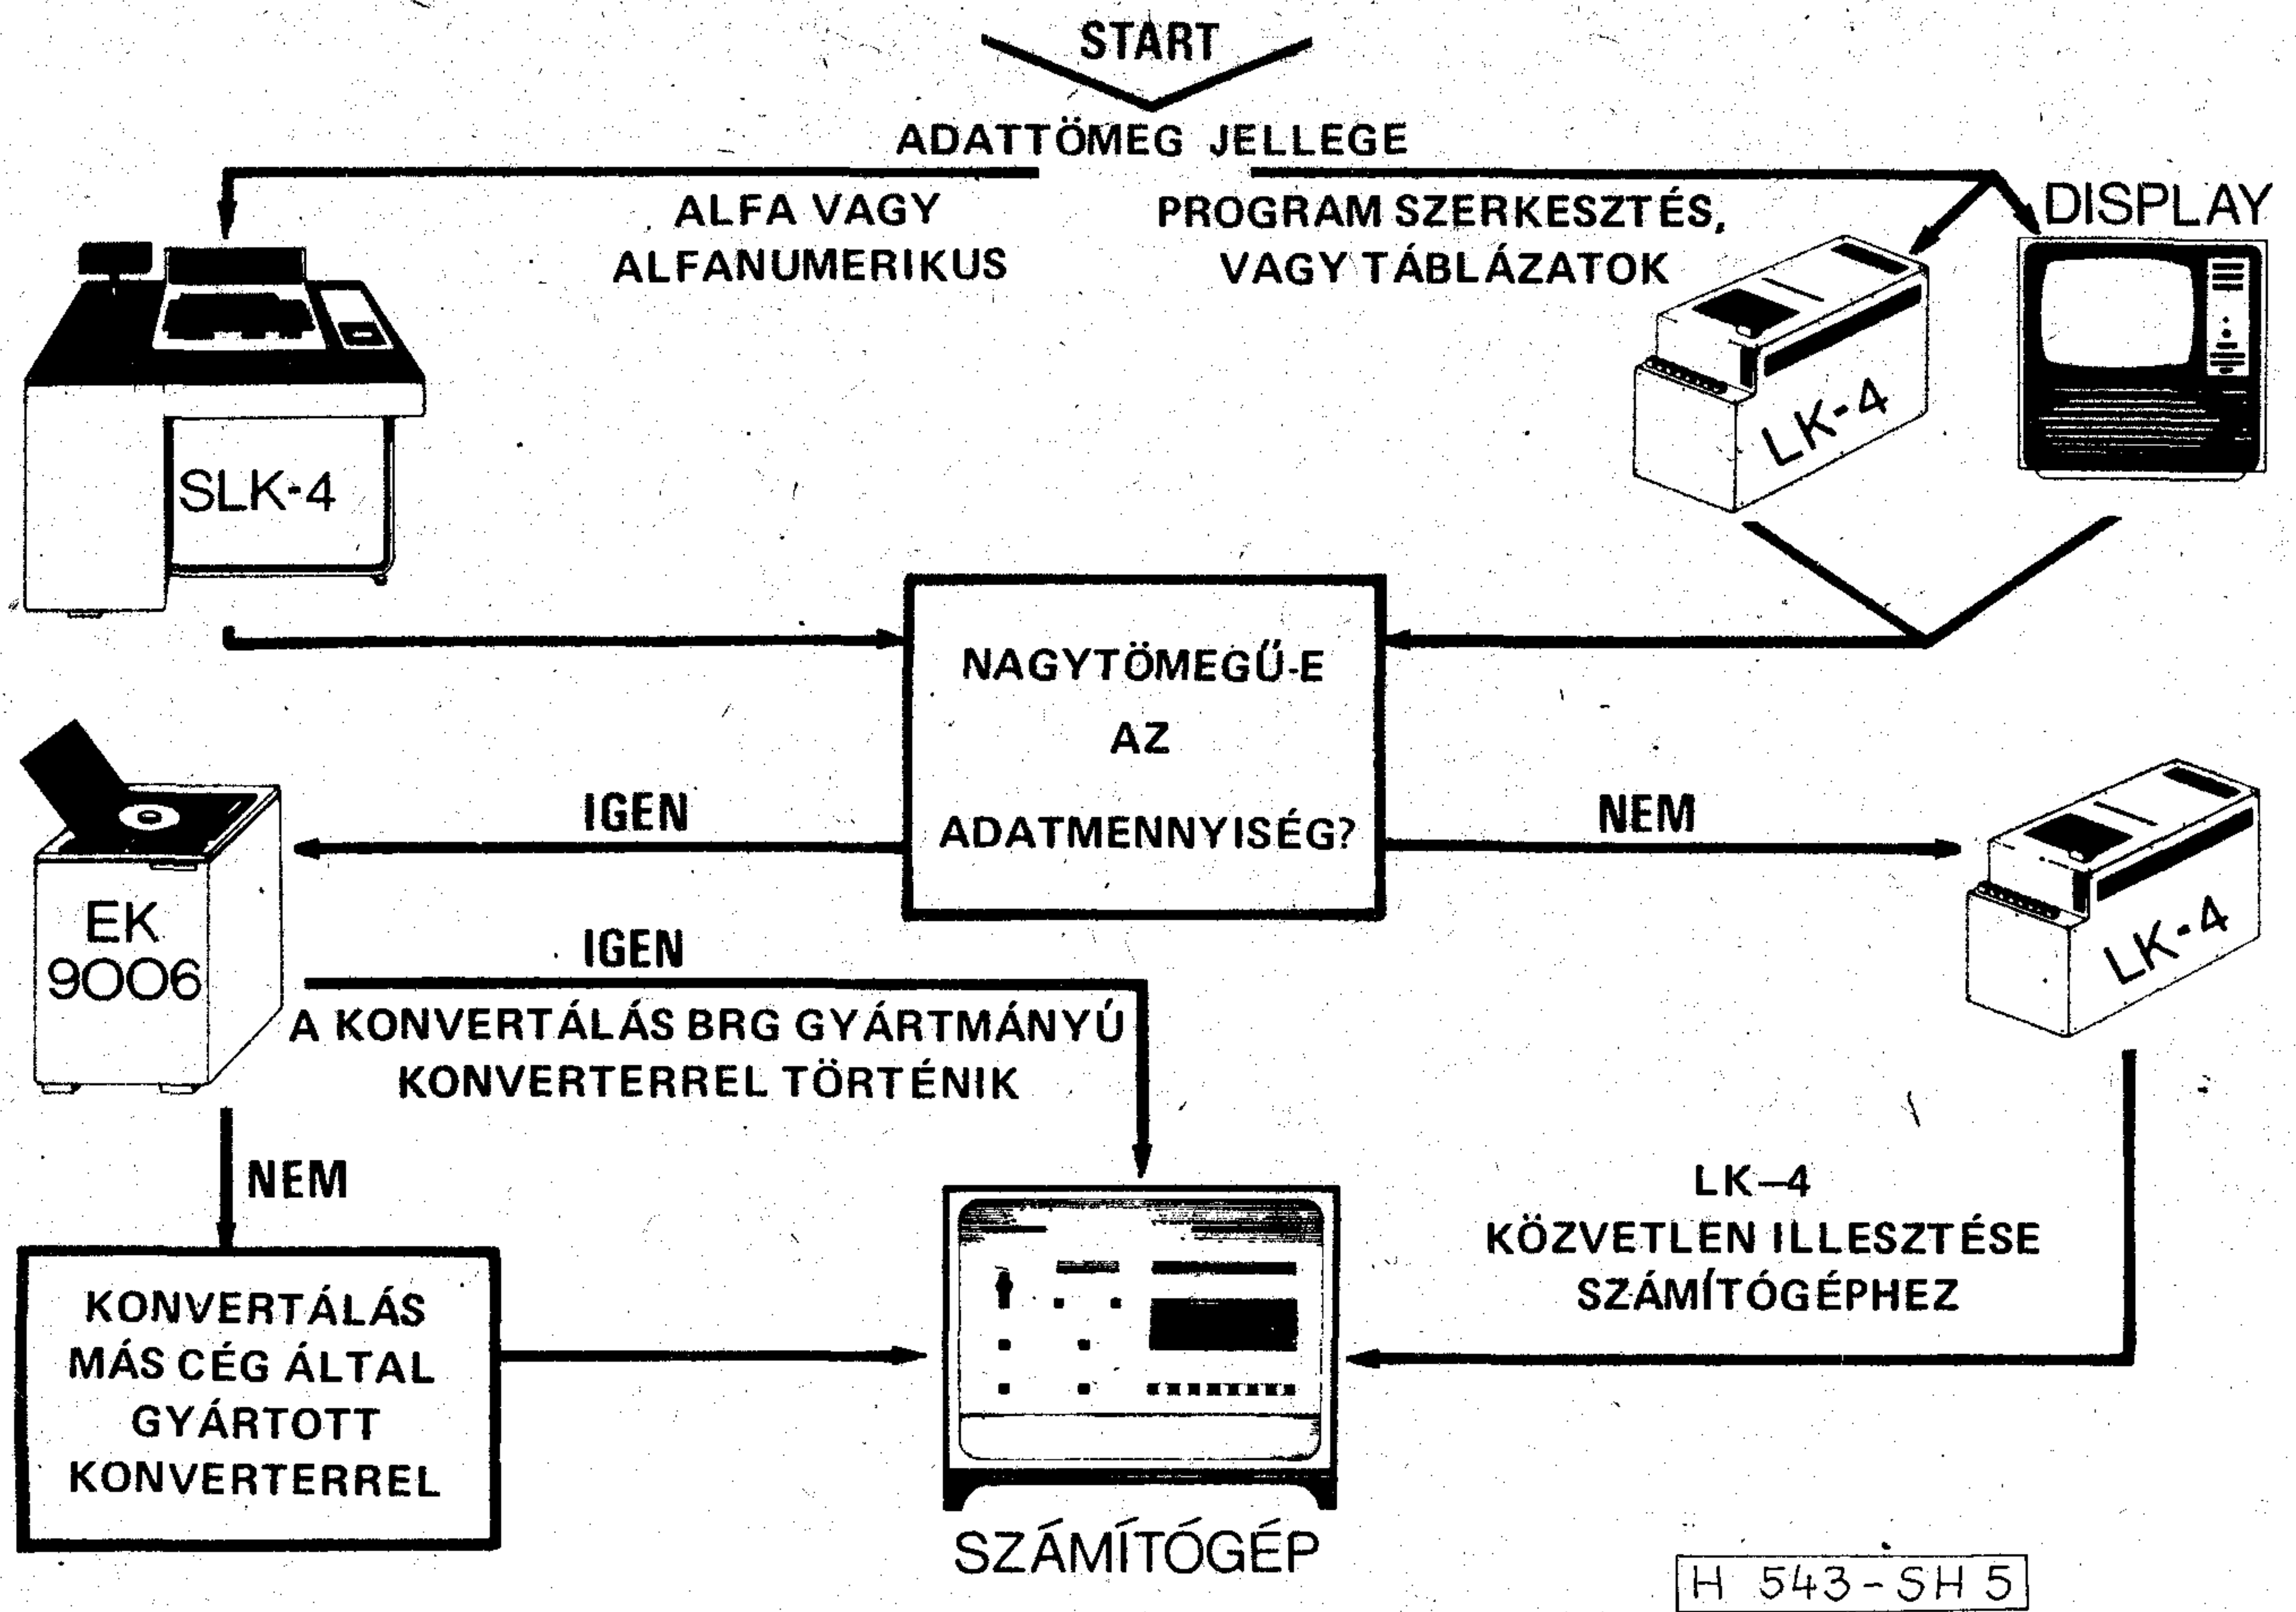 START
ADATTÖMEG JELLEGE
ALFA VAGY
ALFANUMERIKUS
PROGRAM SZERKESZTÉS,
VAGY TÁBLÁZATOK
DISPLAY
SLK-4
LK-4
NAGYTÖMEGŰ-E
AZ
ADATMENNYISÉG?
IGEN
NEM
EK
9006
LK-4
IGEN
A KONVERTÁLÁS BRG GYÁRTMÁNYÚ
KONVERTERREL TÖRTÉNIK
NEM
KONVERTÁLÁS
MÁS CÉG ÁLTAL
GYÁRTOTT
KONVERTERREL
LK–4
KÖZVETLEN ILLESZTÉSE
SZÁMÍTÓGÉPHEZ
SZÁMÍTÓGÉP
H 543-SH 5